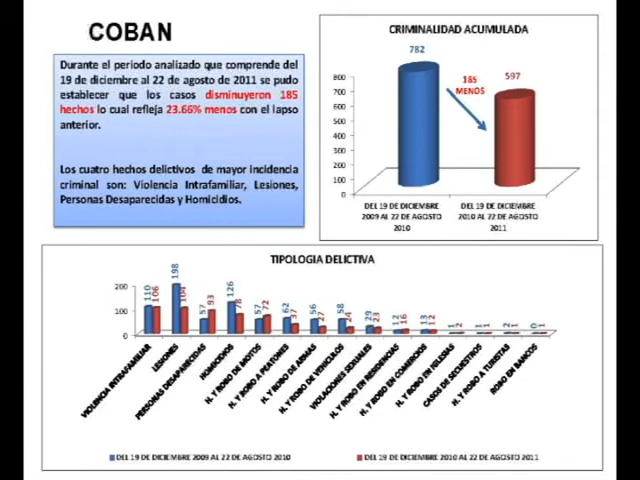 COBAN
Durante el periodo analizado que comprende del
19 de diciembre al 22 de agosto de 2011 se pudo
establecer que los casos disminuyeron 185
hechos lo cual refleja 23.66% menos con el lapso
anterior.
Los cuatro hechos delictivos de mayor incidencia
criminal son: Violencia Intrafamiliar, Lesiones,
Personas Desaparecidas y Homicidios.
CRIMINALIDAD ACUMULADA
782
185
MENOS
597
800
700
600
500
400
300
200
100
0
DEL 19 DE DICIEMBRE
2009 AL 22 DE AGOSTO
2010
DEL 19 DE DICIEMBRE
2010 AL 22 DE AGOSTO
2011
TIPOLOGIA DELICTIVA
200
100
0
110 106
198 104
57 93
126 78
57 72
62 37
56 27
58 24
29 23
12 16
13 12
1 2
1 1
2 1
0 1
VIOLENCIA INTRAFAMILIAR
LESIONES
PERSONAS DESAPARECIDAS
HOMICIDIOS
H. Y ROBO DE MOTOS
H. Y ROBO A PEATONES
H. Y ROBO DE ARMAS
H. Y ROBO DE VEHICULOS
VIOLACIONES SEXUALES
H. Y ROBO EN RESIDENCIAS
H. Y ROBO EN COMERCIOS
H. Y ROBO EN IGLESIAS
CASOS DE SECUESTROS
H. Y ROBO A TURISTAS
ROBO EN BANCOS
DEL 19 DE DICIEMBRE 2009 AL 22 DE AGOSTO 2010
DEL 19 DE DICIEMBRE 2010 AL 22 DE AGOSTO 2011